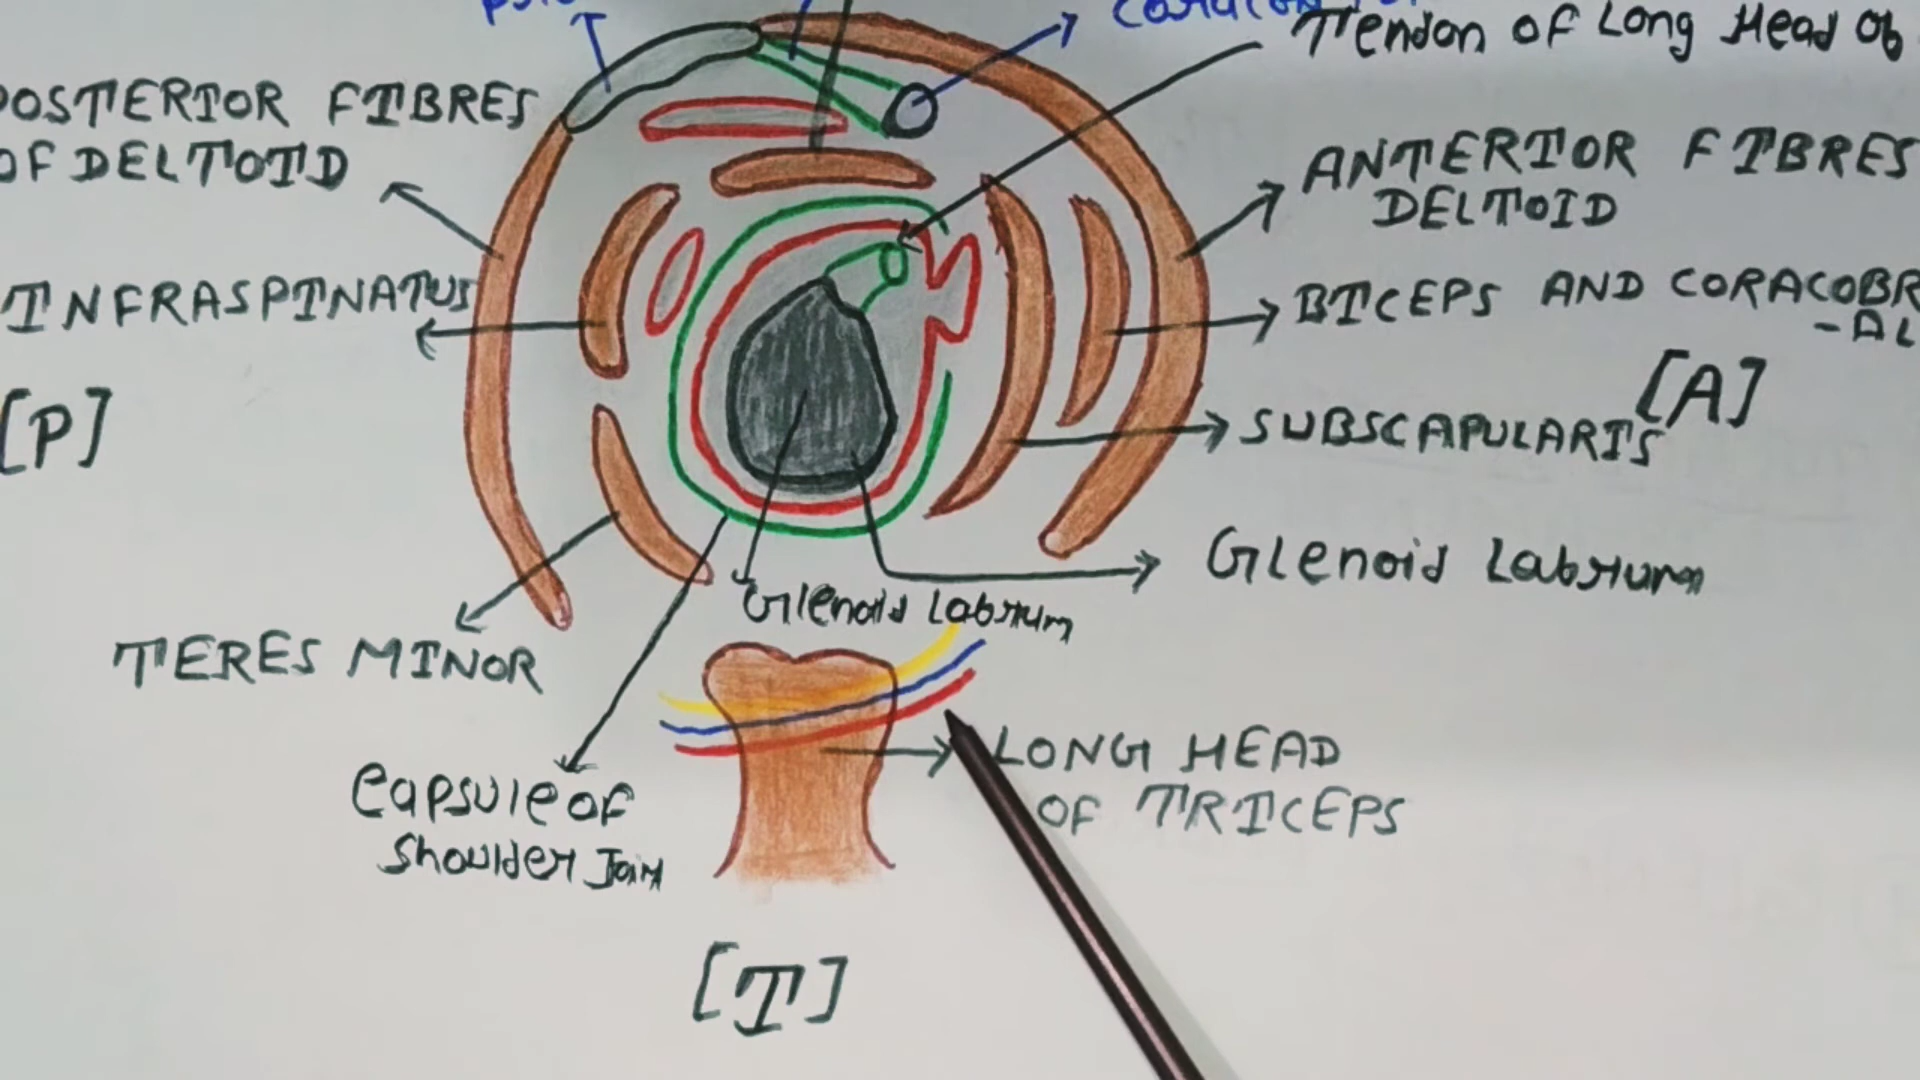 Tendon of Long Head of
POSTERIOR FIBRES
OF DELTOID
ANTERIOR FIBRES
DELTOID
INFRASPINATUS
BICEPS AND CORACOBR
-AL
[P]
[A]
SUBSCAPULARIS
Glenoid Labrum
Glenoid Labrum
TERES MINOR
LONG HEAD
OF TRICEPS
Capsule of
Shoulder Join
[I]